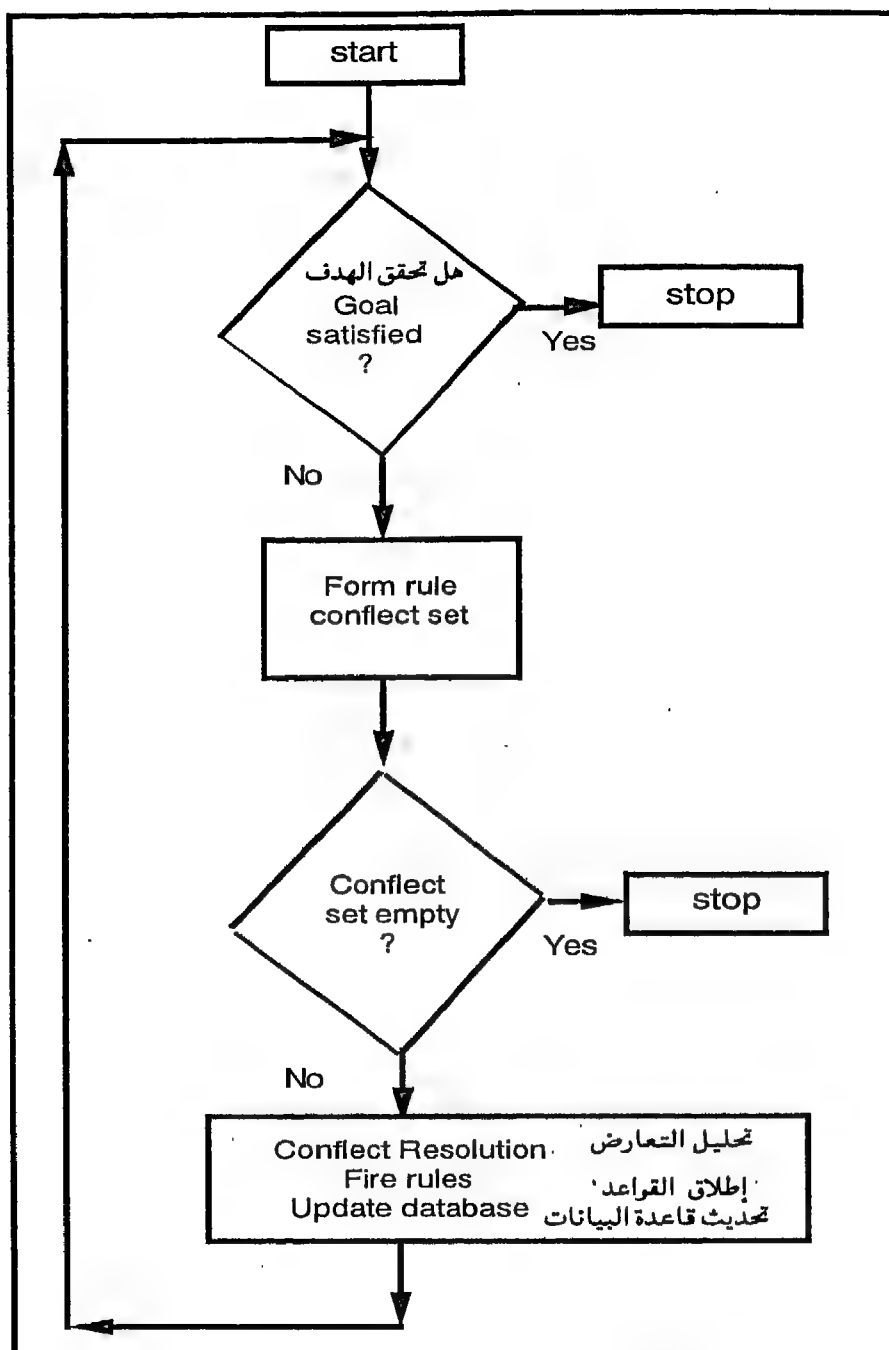 start
هل تحقق الهدف
Goal
satisfied
?
Yes
stop
No
Form rule
conflect set
Conflect
set empty
?
Yes
stop
No
Conflect Resolution تحليل التعارض
Fire rules إطلاق القواعد
Update database تحديث قاعدة البيانات